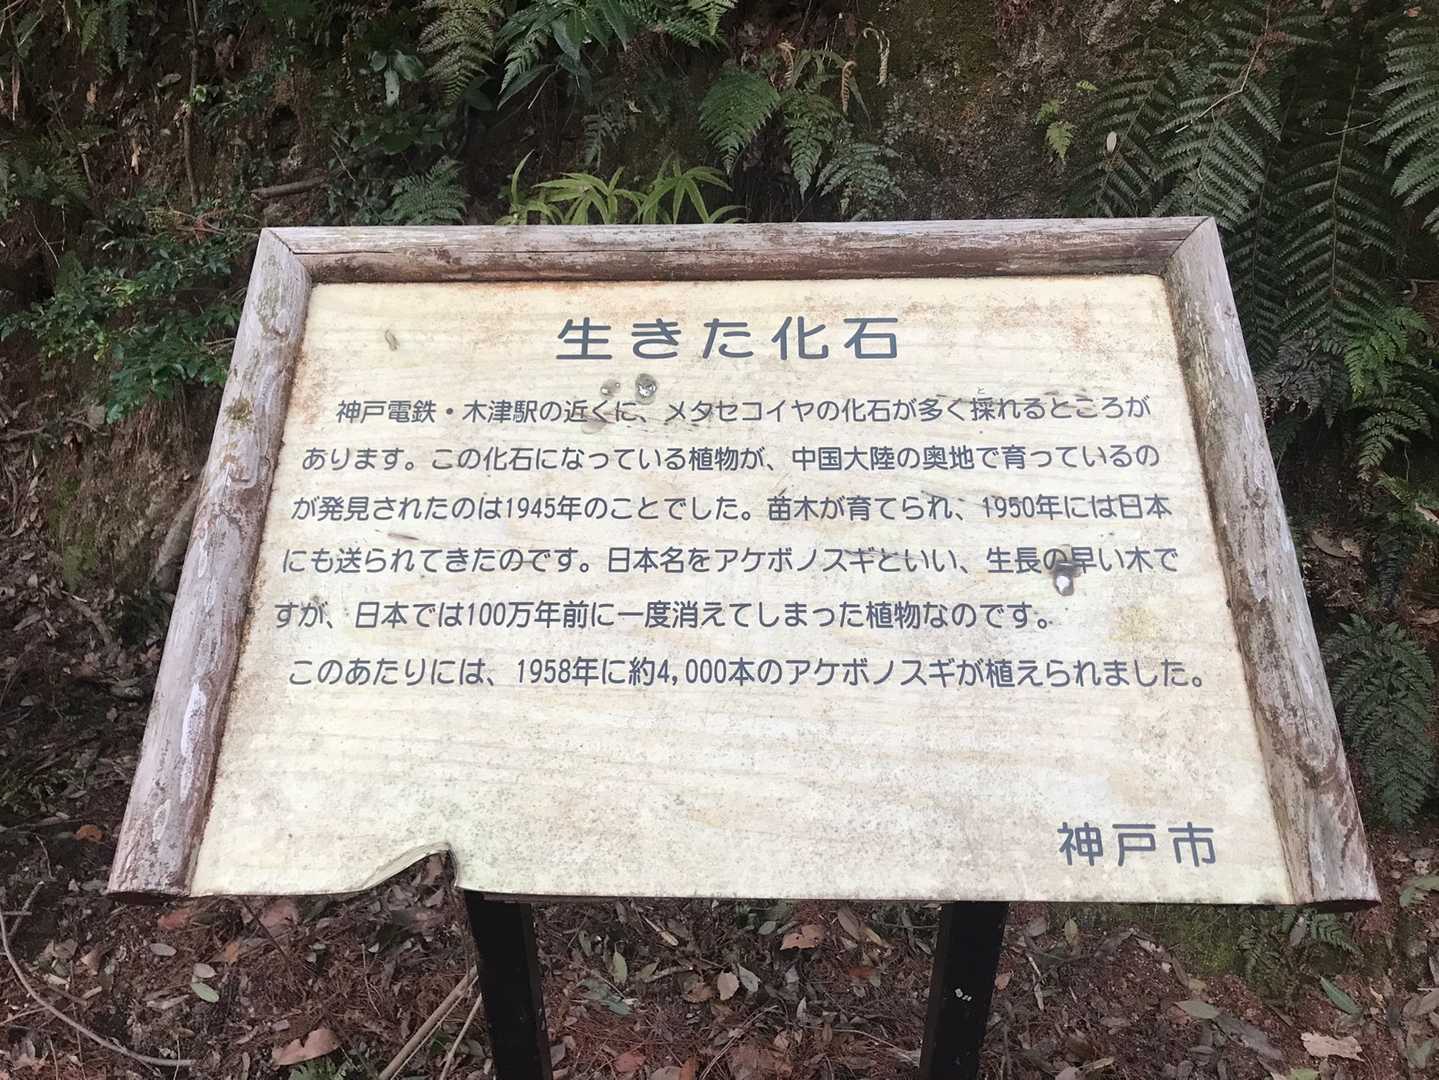 生きた化石
神戸電鉄・木津駅の近くに、メタセコイヤの化石が多く採れるところが
あります。この化石になっている植物が、中国大陸の奥地で育っているの
が発見されたのは1945年のことでした。苗木が育てられ、1950年には日本
にも送られてきたのです。日本名をアケボノスギといい、生長の早い木で
すが、日本では100万年前に一度消えてしまった植物なのです。
このあたりには、1958年に約4,000本のアケボノスギが植えられました。
神戸市